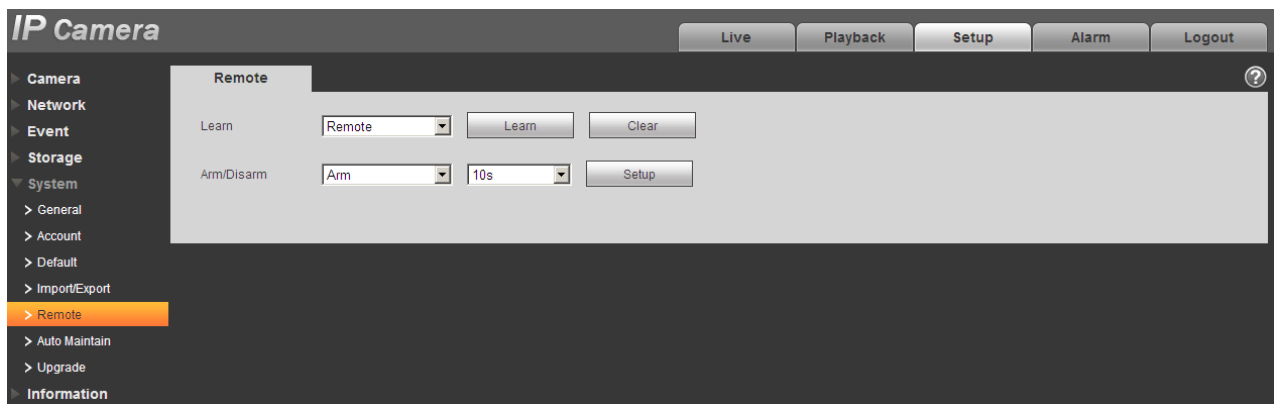 IP Camera
Live Playback Setup Alarm Logout
Camera
Network
Event
Storage
System
> General
> Account
> Default
> Import/Export
> Remote
> Auto Maintain
> Upgrade
Information
Remote
?
Learn Remote Learn Clear
Arm/Disarm Arm 10s Setup